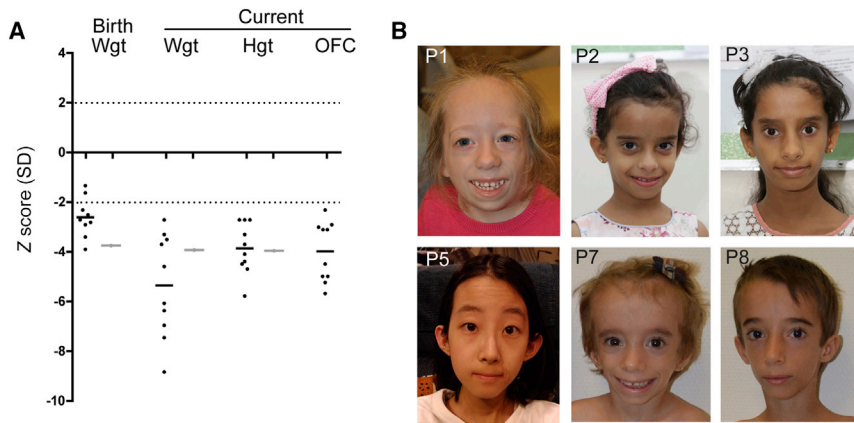 A
Birth
Wgt
Current
Wgt Hgt OFC
Z score (SD)
4
2
0
-2
-4
-6
-8
-10
B
P1
P2
P3
P5
P7
P8